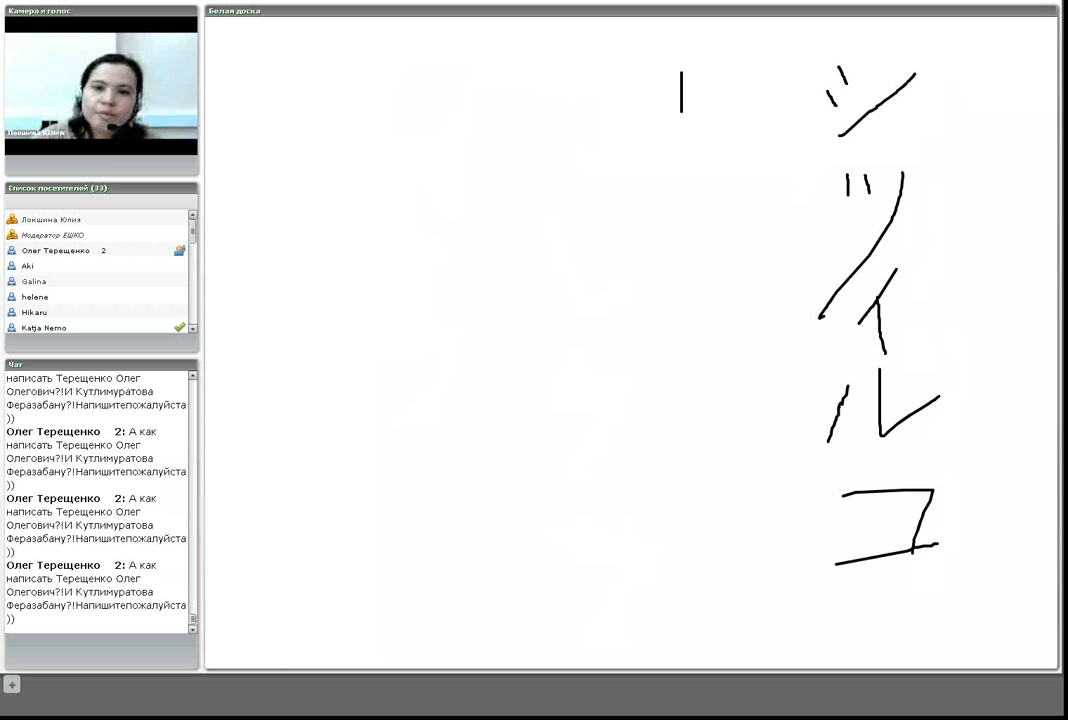 Камера и голос
Локшина Юлия
Список посетителей (33)
Локшина Юлия
Модератор ЕШКО
Олег Терещенко 2
Aki
Galina
helene
Hikaru
Katja Nemo
Чат
написать Терещенко Олег
Олегович?!И Кутлимуратова
Феразабану?!Напишитепожалуйста
))
Олег Терещенко 2: А как
написать Терещенко Олег
Олегович?!И Кутлимуратова
Феразабану?!Напишитепожалуйста
))
Олег Терещенко 2: А как
написать Терещенко Олег
Олегович?!И Кутлимуратова
Феразабану?!Напишитепожалуйста
))
Олег Терещенко 2: А как
написать Терещенко Олег
Олегович?!И Кутлимуратова
Феразабану?!Напишитепожалуйста
))
Белая доска
シ
ツ
イ
ル
ユ